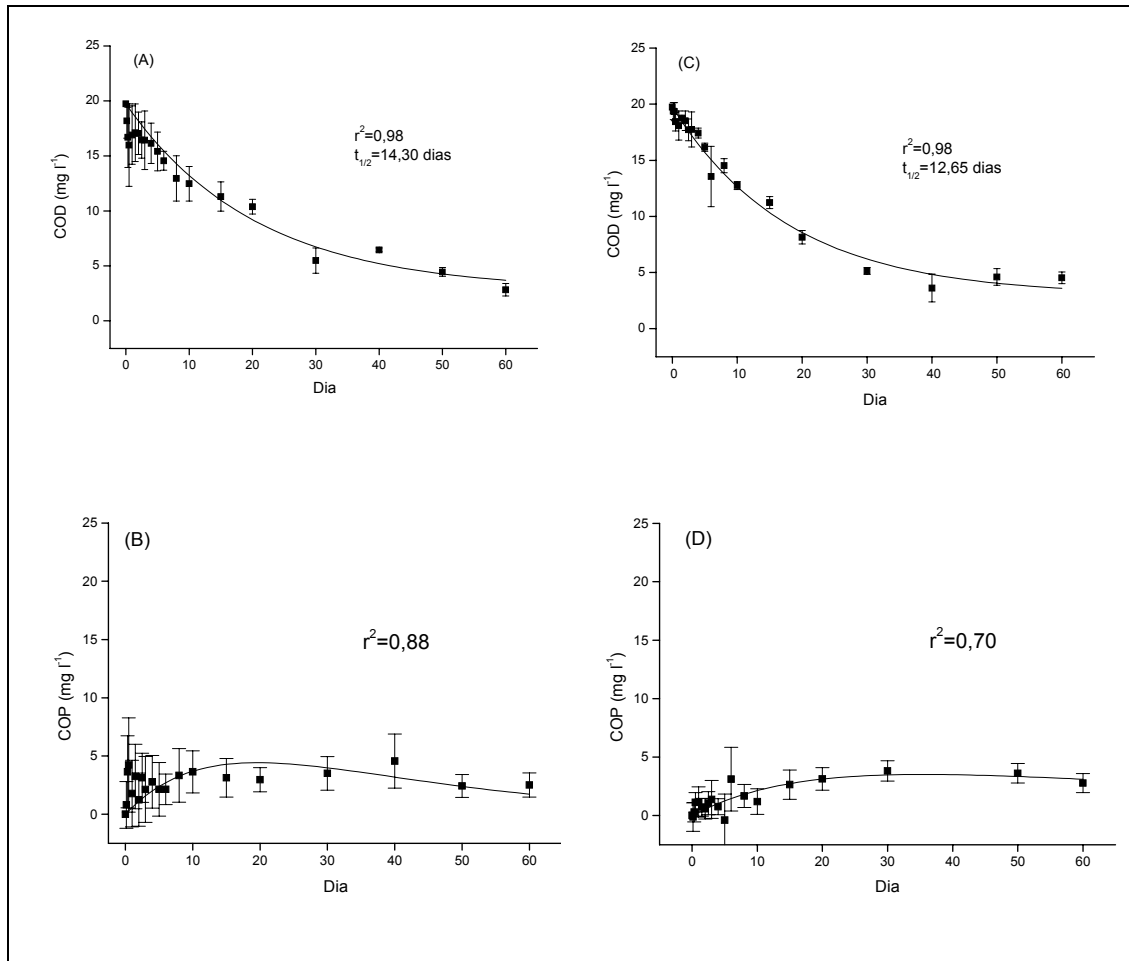 (A)
25
20
15
10
5
0
COD (mg l⁻¹)
r²=0,98
t1/2=14,30 dias
0 10 20 30 40 50 60
Dia
(C)
25
20
15
10
5
0
COD (mg l⁻¹)
r²=0,98
t1/2=12,65 dias
0 10 20 30 40 50 60
Dia
(B)
25
20
15
10
5
0
COP (mg l⁻¹)
r²=0,88
0 10 20 30 40 50 60
Dia
(D)
25
20
15
10
5
0
COP (mg l⁻¹)
r²=0,70
0 10 20 30 40 50 60
Dia